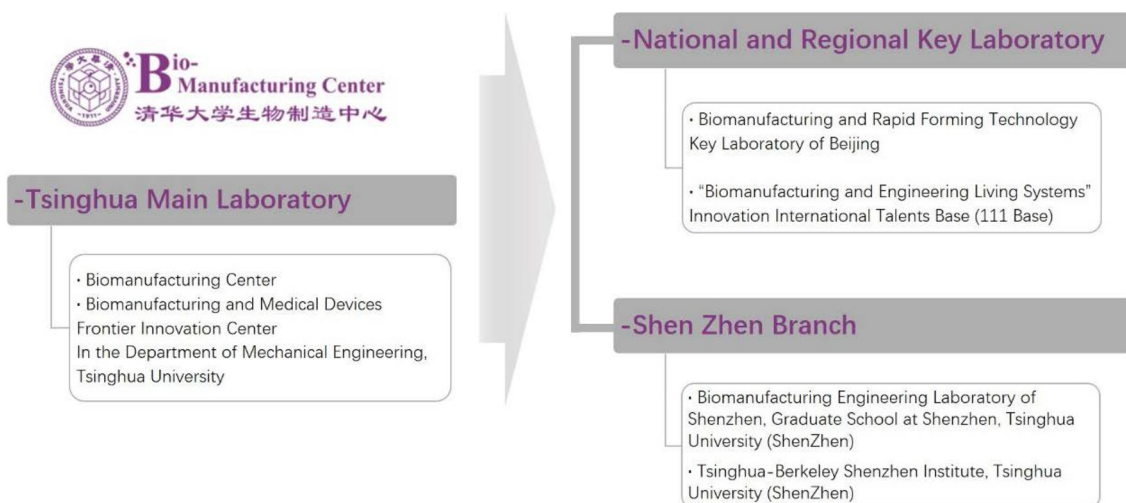 Bio-
Manufacturing Center
清华大学生物制造中心
-Tsinghua Main Laboratory
· Biomanufacturing Center
· Biomanufacturing and Medical Devices
Frontier Innovation Center
In the Department of Mechanical Engineering,
Tsinghua University
-National and Regional Key Laboratory
· Biomanufacturing and Rapid Forming Technology
Key Laboratory of Beijing
· “Biomanufacturing and Engineering Living Systems”
Innovation International Talents Base (111 Base)
-Shen Zhen Branch
· Biomanufacturing Engineering Laboratory of
Shenzhen, Graduate School at Shenzhen, Tsinghua
University (ShenZhen)
· Tsinghua-Berkeley Shenzhen Institute, Tsinghua
University (ShenZhen)